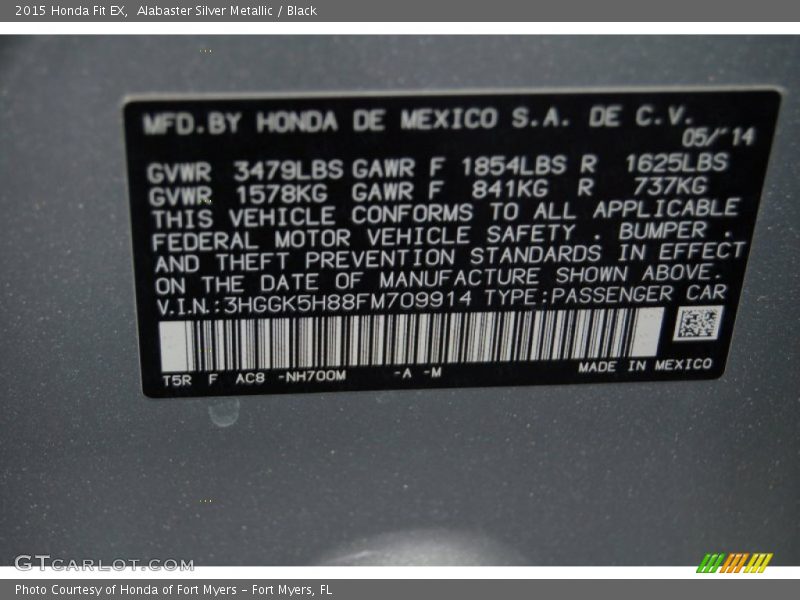 2015 Honda Fit EX, Alabaster Silver Metallic / Black
MFD.BY HONDA DE MEXICO S.A. DE C.V.
05/'14
GVWR 3479LBS GAWR F 1854LBS R 1625LBS
GVWR 1578KG GAWR F 841KG R 737KG
THIS VEHICLE CONFORMS TO ALL APPLICABLE
FEDERAL MOTOR VEHICLE SAFETY . BUMPER .
AND THEFT PREVENTION STANDARDS IN EFFECT
ON THE DATE OF MANUFACTURE SHOWN ABOVE.
V.I.N.:3HGGK5H88FM709914 TYPE:PASSENGER CAR
T5R F AC8 -NH700M -A -M MADE IN MEXICO
GTCARLOT.COM
Photo Courtesy of Honda of Fort Myers - Fort Myers, FL